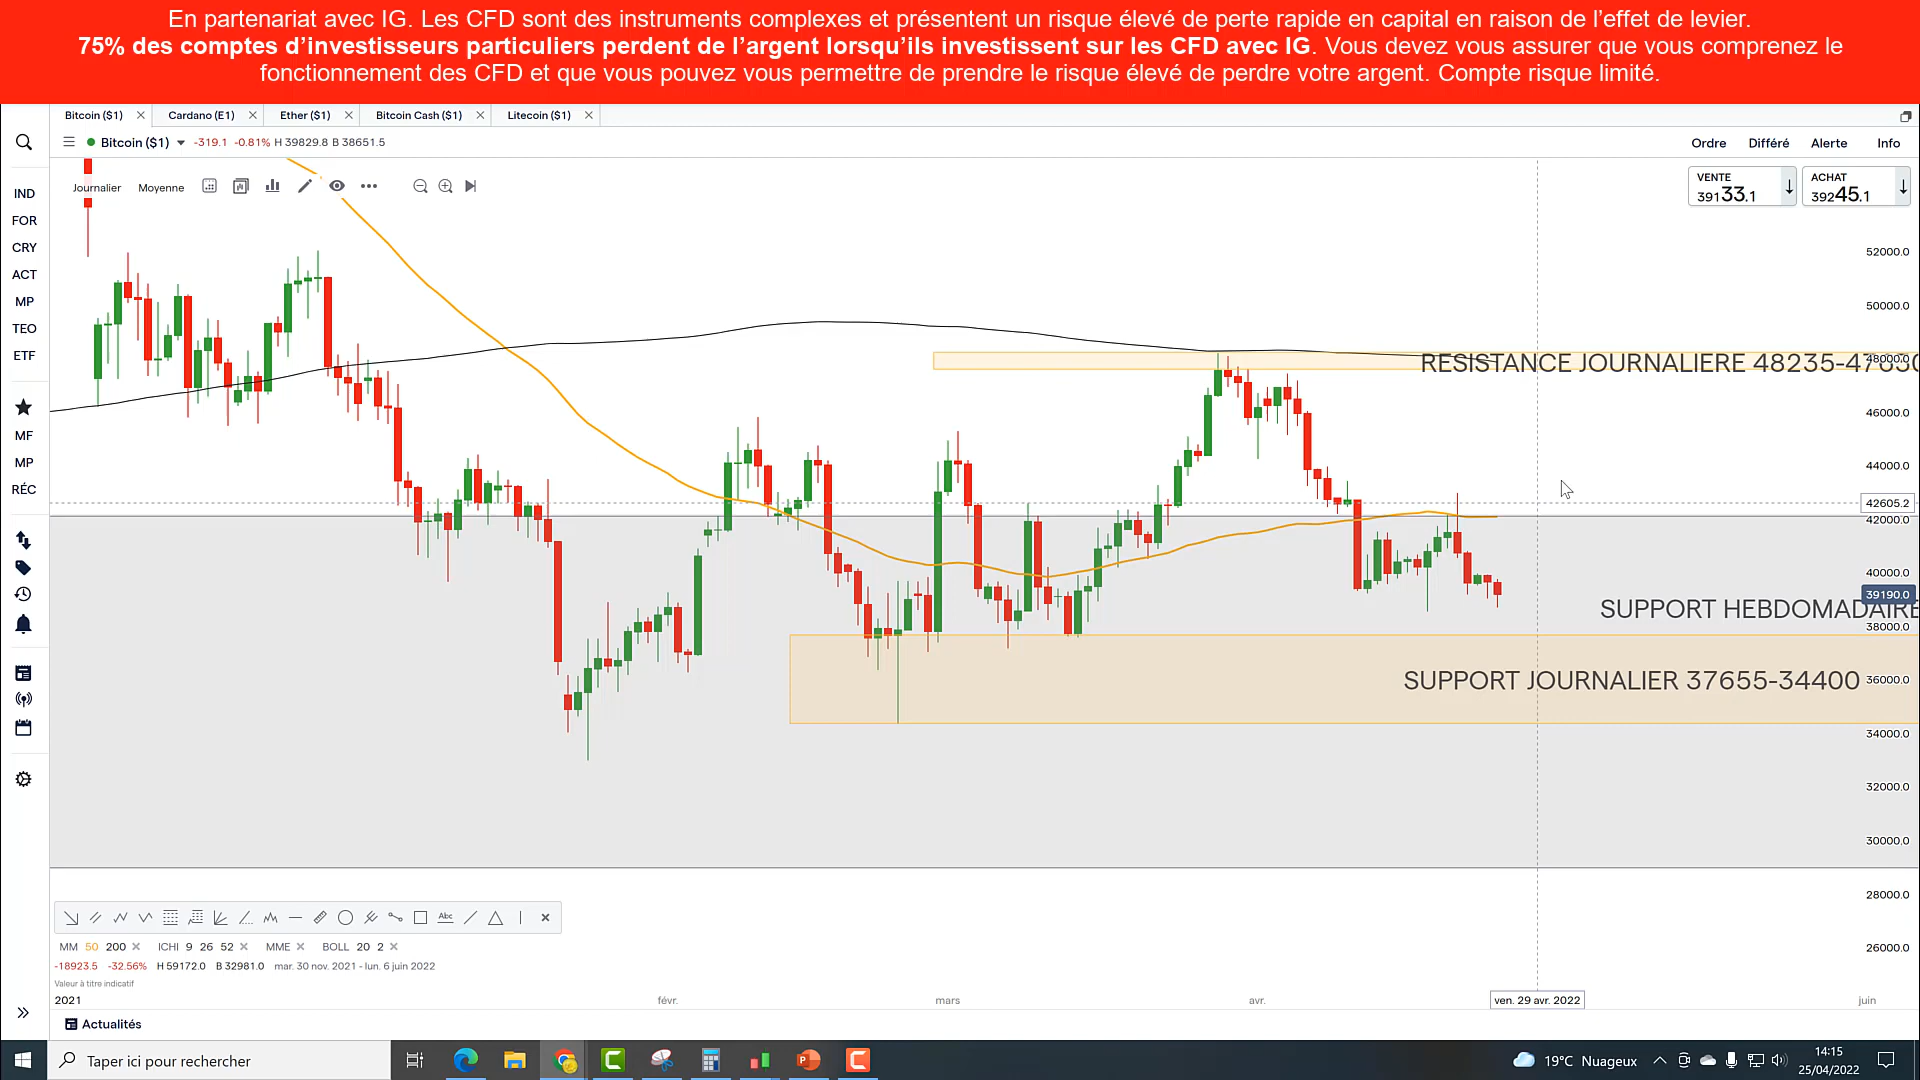 En partenariat avec IG. Les CFD sont des instruments complexes et présentent un risque élevé de perte rapide en capital en raison de l'effet de levier.
75% des comptes d'investisseurs particuliers perdent de l'argent lorsqu'ils investissent sur les CFD avec IG. Vous devez vous assurer que vous comprenez le
fonctionnement des CFD et que vous pouvez vous permettre de prendre le risque élevé de perdre votre argent. Compte risque limité.
Bitcoin ($1) Cardano (E1) Ether ($1) Bitcoin Cash ($1) Litecoin ($1)
Bitcoin ($1) -319.1 -0.81% H 39829.8 B 38651.5 Ordre Différé Alerte Info
Journalier Moyenne
VENTE ACHAT
39133.1 39245.1
IND
FOR
CRY
ACT
MP
TEO
ETF
MF
MP
RÉC
52000.0
50000.0
48000.0
RESISTANCE JOURNALIERE 48235-47630
46000.0
44000.0
42605.2
42000.0
40000.0
39190.0
SUPPORT HEBDOMADAIRE
38000.0
SUPPORT JOURNALIER 37655-34400
36000.0
34000.0
32000.0
30000.0
28000.0
26000.0
Abc
MM 50 200 ICHI 9 26 52 MME BOLL 20 2
-18923.5 -32.56% H 59172.0 B 32981.0 mar. 30 nov. 2021 - lun. 6 juin 2022
Valeur à titre indicatif
2021 févr. mars avr. ven. 29 avr. 2022 juin
Actualités
Taper ici pour rechercher
19°C Nuageux
14:15
25/04/2022